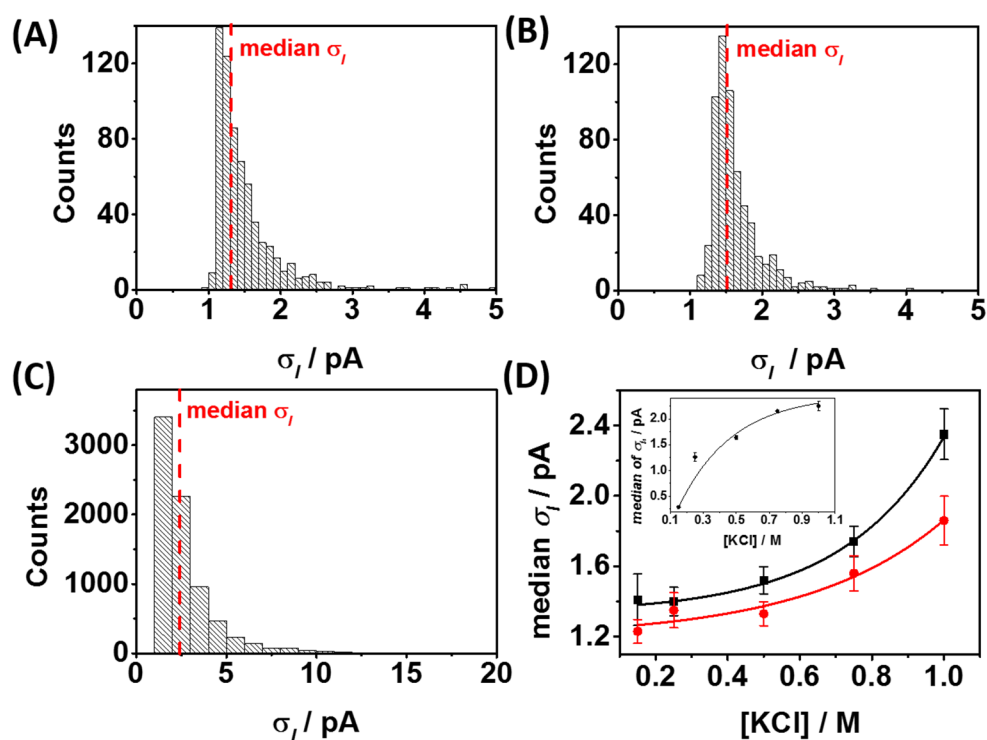 (A)
median σI
Counts
120
80
40
0
0 1 2 3 4 5
σI / pA
(B)
median σI
Counts
120
80
40
0
0 1 2 3 4 5
σI / pA
(C)
median σI
Counts
3000
2000
1000
0
0 5 10 15 20
σI / pA
(D)
median σI / pA
2.4
2.0
1.6
1.2
0.2 0.4 0.6 0.8 1.0
[KCl] / M
median of σI, / pA
2.0
1.5
1.0
0.5
0.1 0.3 0.5 0.7 0.9 1.1
[KCl] / M